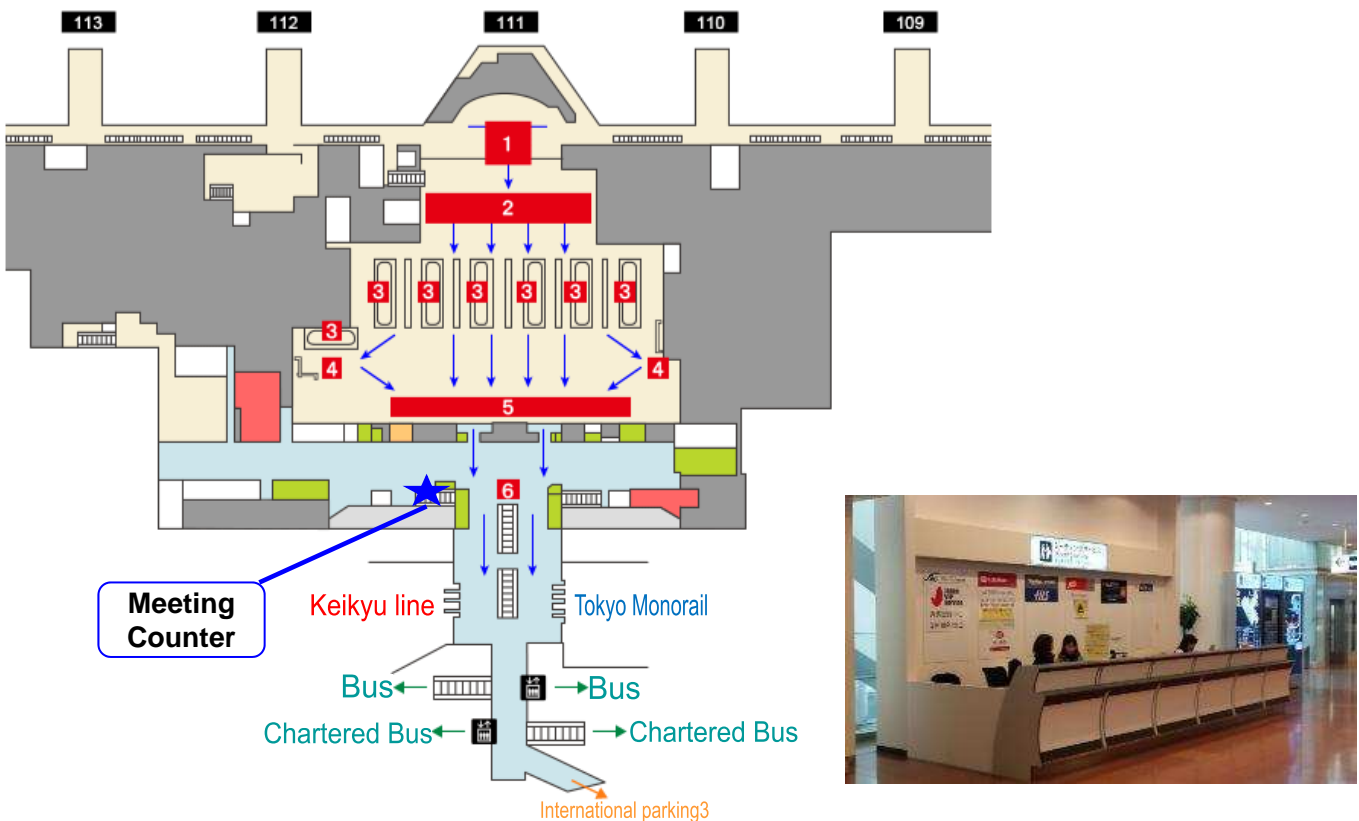 113
112
111
110
109
1
2
3
3
3
3
3
3
3
4
4
5
6
Meeting
Counter
Keikyu line
Tokyo Monorail
Bus
Bus
Chartered Bus
Chartered Bus
International parking3
HIS